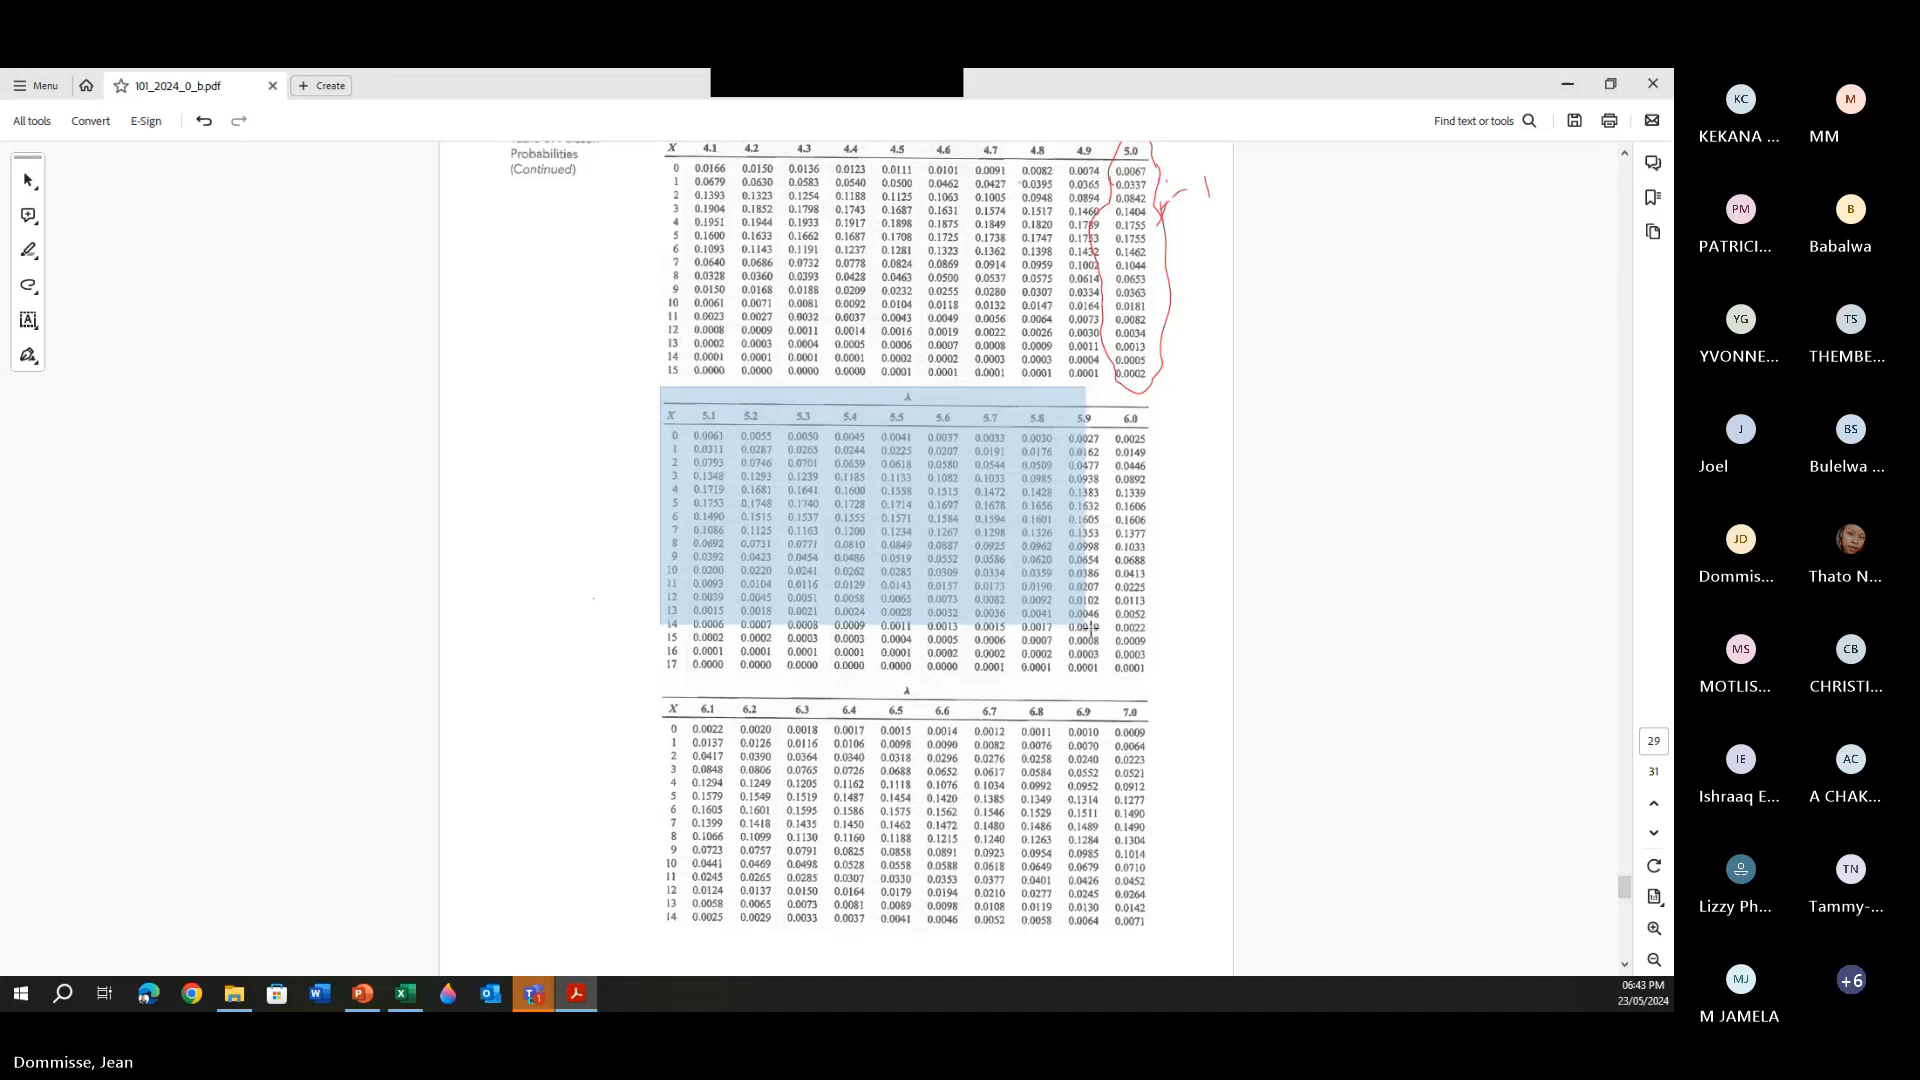 Menu
101_2024_0_b.pdf
Create
All tools Convert E-Sign
Find text or tools
Probabilities
(Continued)
X 4.1 4.2 4.3 4.4 4.5 4.6 4.7 4.8 4.9 5.0
0 0.0166 0.0150 0.0136 0.0123 0.0111 0.0101 0.0091 0.0082 0.0074 0.0067
1 0.0679 0.0630 0.0583 0.0540 0.0500 0.0462 0.0427 0.0395 0.0365 0.0337
2 0.1393 0.1323 0.1254 0.1188 0.1125 0.1063 0.1005 0.0948 0.0894 0.0842
3 0.1904 0.1852 0.1798 0.1743 0.1687 0.1631 0.1574 0.1517 0.1460 0.1404
4 0.1951 0.1944 0.1933 0.1917 0.1898 0.1875 0.1849 0.1820 0.1789 0.1755
5 0.1600 0.1633 0.1662 0.1687 0.1708 0.1725 0.1738 0.1747 0.1753 0.1755
6 0.1093 0.1143 0.1191 0.1237 0.1281 0.1323 0.1362 0.1398 0.1432 0.1462
7 0.0640 0.0686 0.0732 0.0778 0.0824 0.0869 0.0914 0.0959 0.1002 0.1044
8 0.0328 0.0360 0.0393 0.0428 0.0463 0.0500 0.0537 0.0575 0.0614 0.0653
9 0.0150 0.0168 0.0188 0.0209 0.0232 0.0255 0.0280 0.0307 0.0334 0.0363
10 0.0061 0.0071 0.0081 0.0092 0.0104 0.0118 0.0132 0.0147 0.0164 0.0181
11 0.0023 0.0027 0.0032 0.0037 0.0043 0.0049 0.0056 0.0064 0.0073 0.0082
12 0.0008 0.0009 0.0011 0.0014 0.0016 0.0019 0.0022 0.0026 0.0030 0.0034
13 0.0002 0.0003 0.0004 0.0005 0.0006 0.0007 0.0008 0.0009 0.0011 0.0013
14 0.0001 0.0001 0.0001 0.0001 0.0002 0.0002 0.0003 0.0003 0.0004 0.0005
15 0.0000 0.0000 0.0000 0.0000 0.0001 0.0001 0.0001 0.0001 0.0001 0.0002
λ
X 5.1 5.2 5.3 5.4 5.5 5.6 5.7 5.8 5.9 6.0
0 0.0061 0.0055 0.0050 0.0045 0.0041 0.0037 0.0033 0.0030 0.0027 0.0025
1 0.0311 0.0287 0.0265 0.0244 0.0225 0.0207 0.0191 0.0176 0.0162 0.0149
2 0.0793 0.0746 0.0701 0.0659 0.0618 0.0580 0.0544 0.0509 0.0477 0.0446
3 0.1348 0.1293 0.1239 0.1185 0.1133 0.1082 0.1033 0.0985 0.0938 0.0892
4 0.1719 0.1681 0.1641 0.1600 0.1558 0.1515 0.1472 0.1428 0.1383 0.1339
5 0.1753 0.1748 0.1740 0.1728 0.1714 0.1697 0.1678 0.1656 0.1632 0.1606
6 0.1490 0.1515 0.1537 0.1555 0.1571 0.1584 0.1594 0.1601 0.1605 0.1606
7 0.1086 0.1125 0.1163 0.1200 0.1234 0.1267 0.1298 0.1326 0.1353 0.1377
8 0.0692 0.0731 0.0771 0.0810 0.0849 0.0887 0.0925 0.0962 0.0998 0.1033
9 0.0392 0.0423 0.0454 0.0486 0.0519 0.0552 0.0586 0.0620 0.0654 0.0688
10 0.0200 0.0220 0.0241 0.0262 0.0285 0.0309 0.0334 0.0359 0.0386 0.0413
11 0.0093 0.0104 0.0116 0.0129 0.0143 0.0157 0.0173 0.0190 0.0207 0.0225
12 0.0039 0.0045 0.0051 0.0058 0.0065 0.0073 0.0082 0.0092 0.0102 0.0113
13 0.0015 0.0018 0.0021 0.0024 0.0028 0.0032 0.0036 0.0041 0.0046 0.0052
14 0.0006 0.0007 0.0008 0.0009 0.0011 0.0013 0.0015 0.0017 0.0022
15 0.0002 0.0002 0.0003 0.0003 0.0004 0.0005 0.0006 0.0007 0.0008 0.0009
16 0.0001 0.0001 0.0001 0.0001 0.0001 0.0002 0.0002 0.0002 0.0003 0.0003
17 0.0000 0.0000 0.0000 0.0000 0.0000 0.0000 0.0001 0.0001 0.0001 0.0001
λ
X 6.1 6.2 6.3 6.4 6.5 6.6 6.7 6.8 6.9 7.0
0 0.0022 0.0020 0.0018 0.0017 0.0015 0.0014 0.0012 0.0011 0.0010 0.0009
1 0.0137 0.0126 0.0116 0.0106 0.0098 0.0090 0.0082 0.0076 0.0070 0.0064
2 0.0417 0.0390 0.0364 0.0340 0.0318 0.0296 0.0276 0.0258 0.0240 0.0223
3 0.0848 0.0806 0.0765 0.0726 0.0688 0.0652 0.0617 0.0584 0.0552 0.0521
4 0.1294 0.1249 0.1205 0.1162 0.1118 0.1076 0.1034 0.0992 0.0952 0.0912
5 0.1579 0.1549 0.1519 0.1487 0.1454 0.1420 0.1385 0.1349 0.1314 0.1277
6 0.1605 0.1601 0.1595 0.1586 0.1575 0.1562 0.1546 0.1529 0.1511 0.1490
7 0.1399 0.1418 0.1435 0.1450 0.1462 0.1472 0.1480 0.1486 0.1489 0.1490
8 0.1066 0.1099 0.1130 0.1160 0.1188 0.1215 0.1240 0.1263 0.1284 0.1304
9 0.0723 0.0757 0.0791 0.0825 0.0858 0.0891 0.0923 0.0954 0.0985 0.1014
10 0.0441 0.0469 0.0498 0.0528 0.0558 0.0588 0.0618 0.0649 0.0679 0.0710
11 0.0245 0.0265 0.0285 0.0307 0.0330 0.0353 0.0377 0.0401 0.0426 0.0452
12 0.0124 0.0137 0.0150 0.0164 0.0179 0.0194 0.0210 0.0277 0.0245 0.0264
13 0.0058 0.0065 0.0073 0.0081 0.0089 0.0098 0.0108 0.0119 0.0130 0.0142
14 0.0025 0.0029 0.0033 0.0037 0.0041 0.0046 0.0052 0.0058 0.0064 0.0071
29
31
06:43 PM
23/05/2024
KC
KEKANA ...
M
MM
PM
PATRICI...
B
Babalwa
YG
YVONNE...
TS
THEMBE...
J
Joel
BS
Bulelwa ...
JD
Dommis...
Thato N...
MS
MOTLIS...
CB
CHRISTI...
IE
Ishraaq E...
AC
A CHAK...
Lizzy Ph...
TN
Tammy-...
MJ
M JAMELA
+6
Dommisse, Jean